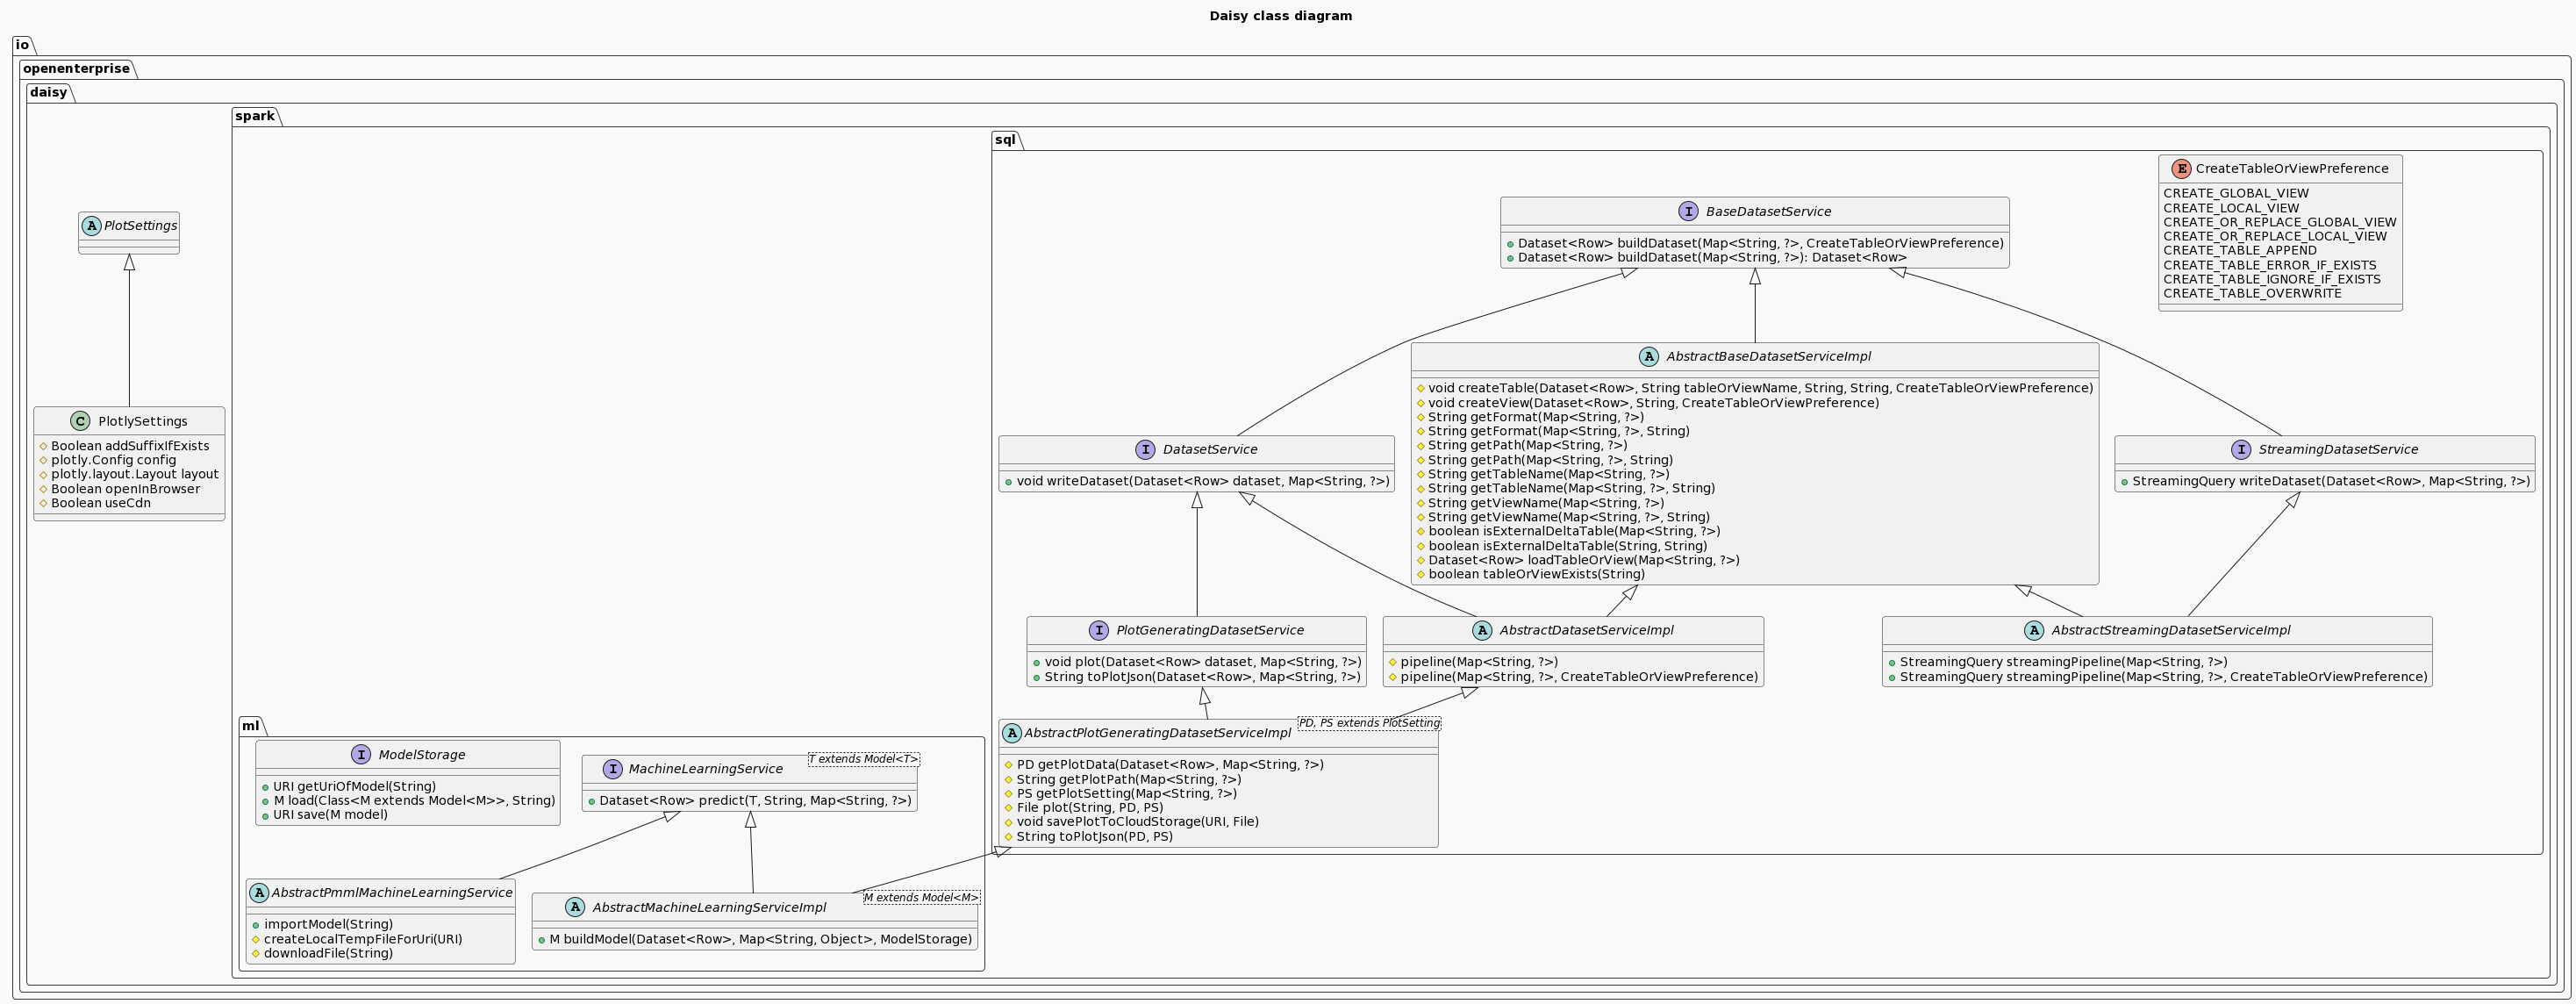 Daisy class diagram
io
openenterprise
daisy
spark
sql
E CreateTableOrViewPreference
CREATE_GLOBAL_VIEW
CREATE_LOCAL_VIEW
CREATE_OR_REPLACE_GLOBAL_VIEW
CREATE_OR_REPLACE_LOCAL_VIEW
CREATE_TABLE_APPEND
CREATE_TABLE_ERROR_IF_EXISTS
CREATE_TABLE_IGNORE_IF_EXISTS
CREATE_TABLE_OVERWRITE
I BaseDatasetService
Dataset<Row> buildDataset(Map<String, ?>, CreateTableOrViewPreference)
Dataset<Row> buildDataset(Map<String, ?>): Dataset<Row>
A PlotSettings
C PlotlySettings
Boolean addSuffixIfExists
plotly.Config config
plotly.layout.Layout layout
Boolean openInBrowser
Boolean useCdn
A AbstractBaseDatasetServiceImpl
void createTable(Dataset<Row>, String tableOrViewName, String, String, CreateTableOrViewPreference)
void createView(Dataset<Row>, String, CreateTableOrViewPreference)
String getFormat(Map<String, ?>)
String getFormat(Map<String, ?>, String)
String getPath(Map<String, ?>)
String getPath(Map<String, ?>, String)
String getTableName(Map<String, ?>)
String getTableName(Map<String, ?>, String)
String getViewName(Map<String, ?>)
String getViewName(Map<String, ?>, String)
boolean isExternalDeltaTable(Map<String, ?>)
boolean isExternalDeltaTable(String, String)
Dataset<Row> loadTableOrView(Map<String, ?>)
boolean tableOrViewExists(String)
I DatasetService
void writeDataset(Dataset<Row> dataset, Map<String, ?>)
I StreamingDatasetService
StreamingQuery writeDataset(Dataset<Row>, Map<String, ?>)
I PlotGeneratingDatasetService
void plot(Dataset<Row> dataset, Map<String, ?>)
String toPlotJson(Dataset<Row>, Map<String, ?>)
A AbstractDatasetServiceImpl
pipeline(Map<String, ?>)
pipeline(Map<String, ?>, CreateTableOrViewPreference)
A AbstractStreamingDatasetServiceImpl
StreamingQuery streamingPipeline(Map<String, ?>)
StreamingQuery streamingPipeline(Map<String, ?>, CreateTableOrViewPreference)
A AbstractPlotGeneratingDatasetServiceImpl
PD, PS extends PlotSetting
PD getPlotData(Dataset<Row>, Map<String, ?>)
String getPlotPath(Map<String, ?>)
PS getPlotSetting(Map<String, ?>)
File plot(String, PD, PS)
void savePlotToCloudStorage(URI, File)
String toPlotJson(PD, PS)
ml
I ModelStorage
URI getUriOfModel(String)
M load(Class<M extends Model<M>>, String)
URI save(M model)
I MachineLearningService
T extends Model<T>
Dataset<Row> predict(T, String, Map<String, ?>)
A AbstractPmmlMachineLearningService
importModel(String)
createLocalTempFileForUri(URI)
downloadFile(String)
A AbstractMachineLearningServiceImpl
M extends Model<M>
M buildModel(Dataset<Row>, Map<String, Object>, ModelStorage)